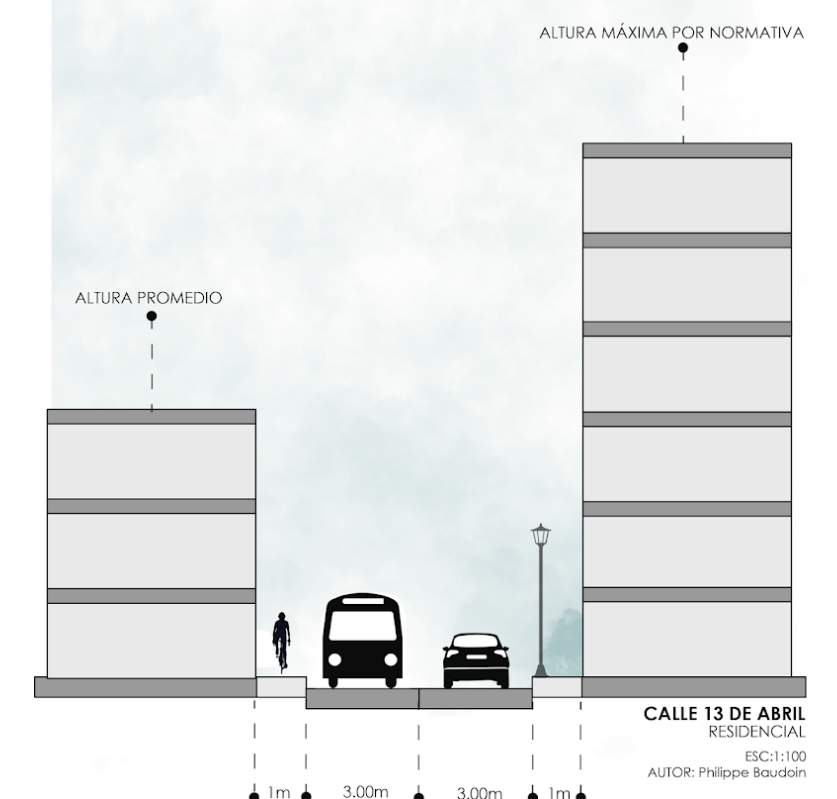 ALTURA MÁXIMA POR NORMATIVA
ALTURA PROMEDIO
CALLE 13 DE ABRIL
RESIDENCIAL
ESC:1:100
AUTOR: Philippe Baudoin
1m 3.00m 3.00m 1m